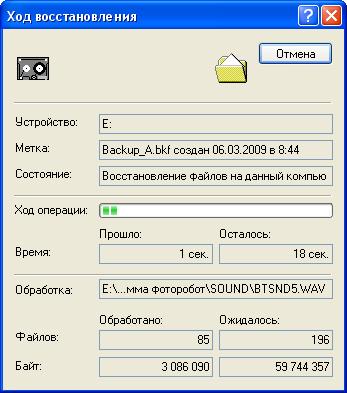 Ход восстановления
Отмена
Устройство: E:
Метка: Backup_A.bkf создан 06.03.2009 в 8:44
Состояние: Восстановление файлов на данный компью
Ход операции:
Прошло: Осталось:
Время: 1 сек. 18 сек.
Обработка: E:\...мма фоторобот\SOUND\BTSND5.WAV
Обработано: Ожидалось:
Файлов: 85 196
Байт: 3 086 090 59 744 357